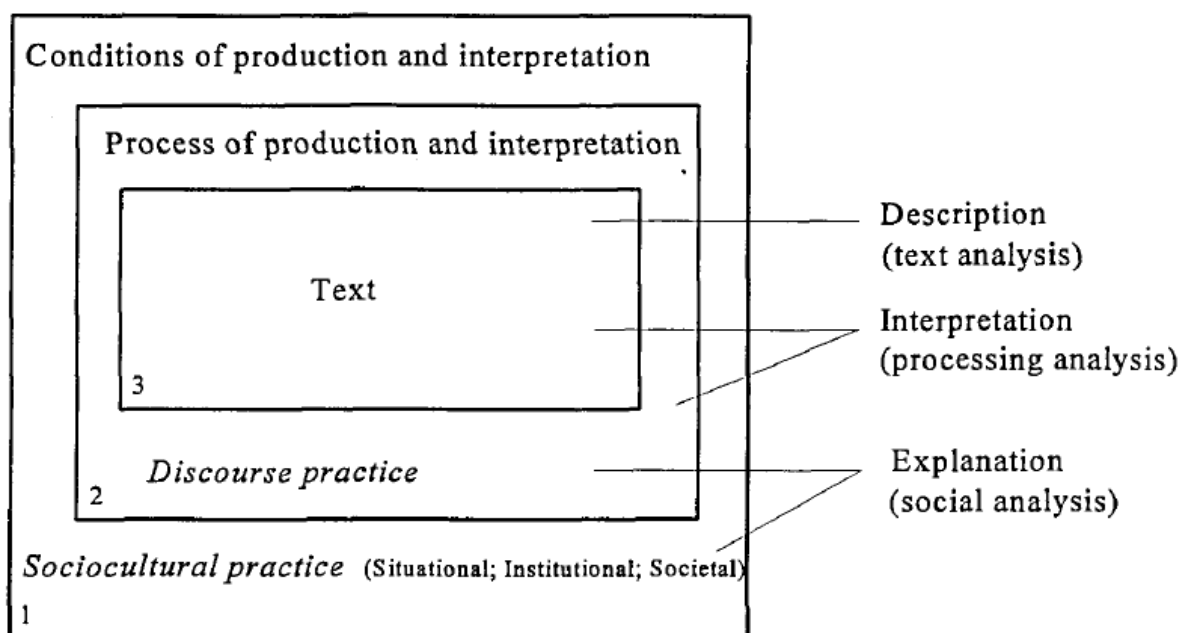 Conditions of production and interpretation
Process of production and interpretation
Text
3
Discourse practice
2
Sociocultural practice (Situational; Institutional; Societal)
1
Description
(text analysis)
Interpretation
(processing analysis)
Explanation
(social analysis)